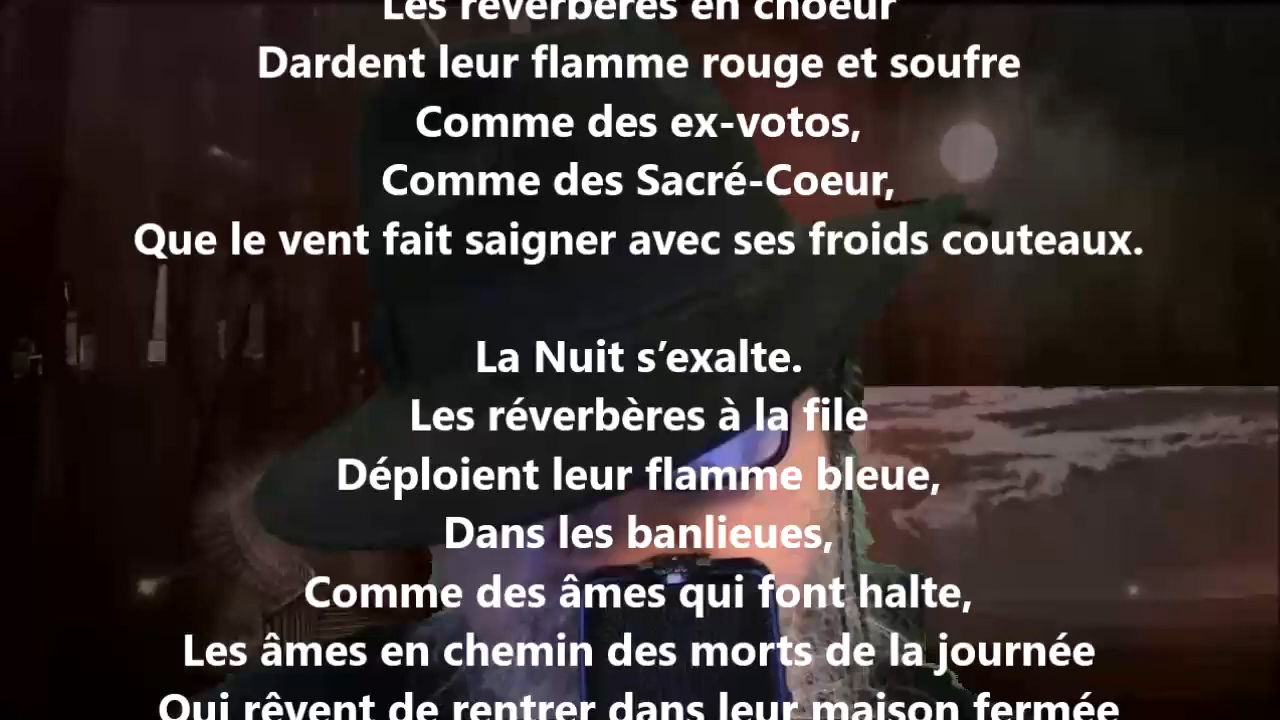 Les réverbères en choeur
Dardent leur flamme rouge et soufre
Comme des ex-votos,
Comme des Sacré-Coeur,
Que le vent fait saigner avec ses froids couteaux.
La Nuit s’exalte.
Les réverbères à la file
Déploient leur flamme bleue,
Dans les banlieues,
Comme des âmes qui font halte,
Les âmes en chemin des morts de la journée
Qui rêvent de rentrer dans leur maison fermée